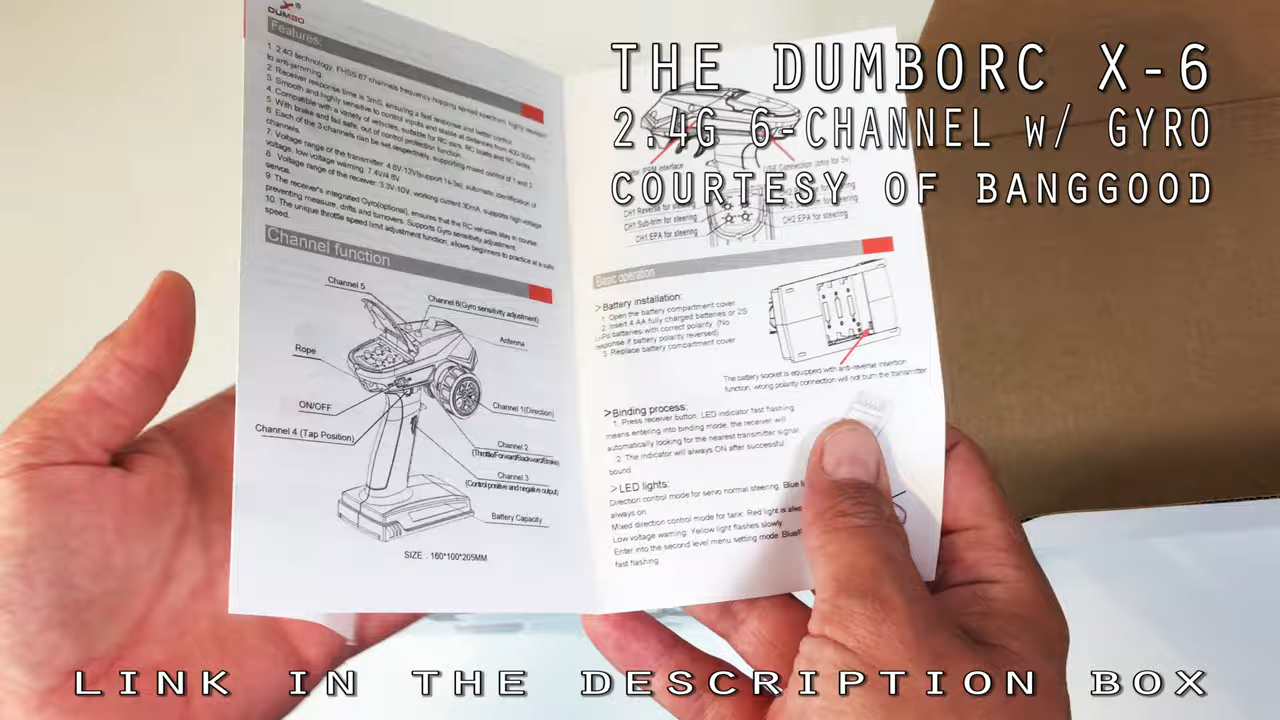 DUMBO
Features:
1. 2.4G technology, FHSS 67 channels frequency hopping spread spectrum, highly
to anti-jamming.
2. Receiver response time is 3mS, ensuring a fast response and better control.
3. Smooth and highly sensitive to control inputs and stable at distances from 400-500m
4. Compatible with a variety of vehicles, suitable for RC cars, RC boats and RC tanks
5. With brake and fail safe, out of control protection function.
6. Each of the 3 channels can be set respectively, supporting mixed control of 1 and 2
channels.
7. Voltage range of the transmitter: 4.8V-12V(support 1s-3s), automatic identification of
voltage, low voltage warning: 7.4V/4.8V
8. Voltage range of the receiver: 3.3V-10V, working current 30mA, supports high-voltage
servos.
9. The receiver's integrated Gyro(optional), ensures that the RC vehicles stay in course
preventing measure, drifts and turnovers. Supports Gyro sensitivity adjustment.
10. The unique throttle speed limit adjustment function, allows beginners to practice at a safe
speed.
Channel function
Channel 5
Channel 6(Gyro sensitivity adjustment)
Antenna
Rope
ON/OFF
Channel 1(Direction)
Channel 4 (Tap Position)
Channel 2
(Throttle/Forward/Backward/Brake)
Channel 3
(Control positive and negative output)
Battery Capacity
SIZE : 160*100*205MM
THE DUMBORC X-6
2.4G 6-CHANNEL w/ GYRO
COURTESY OF BANGGOOD
interface
Connection (only for 5v)
CH1 Reverse for steering
CH1 Sub-trim for steering
CH1 EPA for steering
CH2 EPA for steering
Basic operation
>Battery installation:
1. Open the battery compartment cover
2. Insert 4 AA fully charged batteries or 2S
Li-Po batteries with correct polarity. (No
response if battery polarity reversed)
3. Replace battery compartment cover
The battery socket is equipped with anti-reverse insertion
function, wrong polarity connection will not burn the transmitter
>Binding process:
1. Press receiver button, LED indicator fast flashing
means entering into binding mode, the receiver will
automatically looking for the nearest transmitter signal
2. The indicator will always ON after successful
bound
>LED lights:
Direction control mode for servo normal steering. Blue
always on
Mixed direction control mode for tank: Red light is
Low voltage warning: Yellow light flashes slowly
Enter into the second level menu setting mode:
fast flashing
LINK IN THE DESCRIPTION BOX